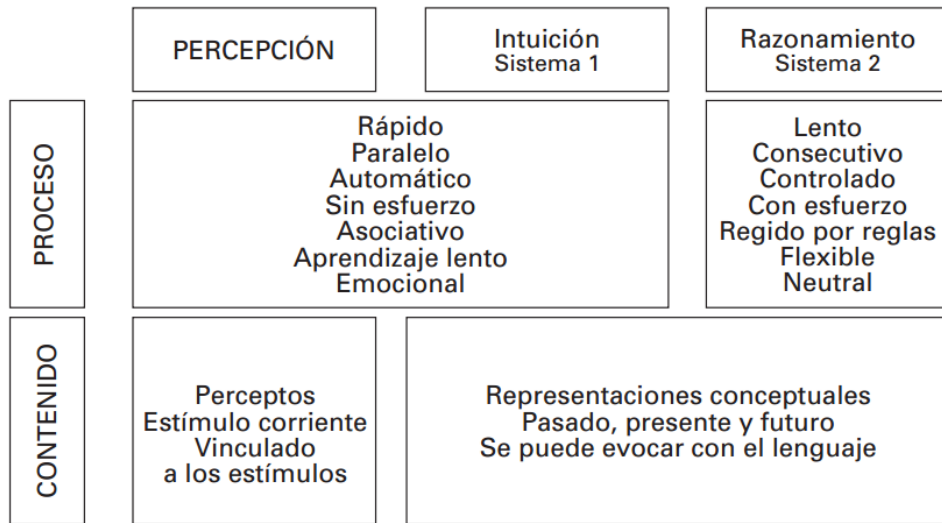 PERCEPCIÓN
Intuición
Sistema 1
Razonamiento
Sistema 2
PROCESO
Rápido
Paralelo
Automático
Sin esfuerzo
Asociativo
Aprendizaje lento
Emocional
Lento
Consecutivo
Controlado
Con esfuerzo
Regido por reglas
Flexible
Neutral
CONTENIDO
Perceptos
Estímulo corriente
Vinculado
a los estímulos
Representaciones conceptuales
Pasado, presente y futuro
Se puede evocar con el lenguaje